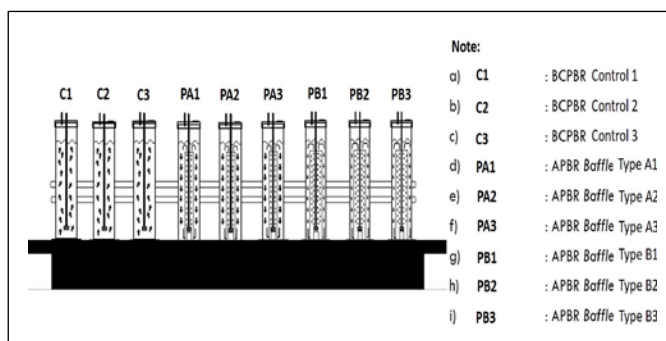 C1 C2 C3 PA1 PA2 PA3 PB1 PB2 PB3
Note:
a) C1 : BCPBR Control 1
b) C2 : BCPBR Control 2
c) C3 : BCPBR Control 3
d) PA1 : APBR Baffle Type A1
e) PA2 : APBR Baffle Type A2
f) PA3 : APBR Baffle Type A3
g) PB1 : APBR Baffle Type B1
h) PB2 : APBR Baffle Type B2
i) PB3 : APBR Baffle Type B3